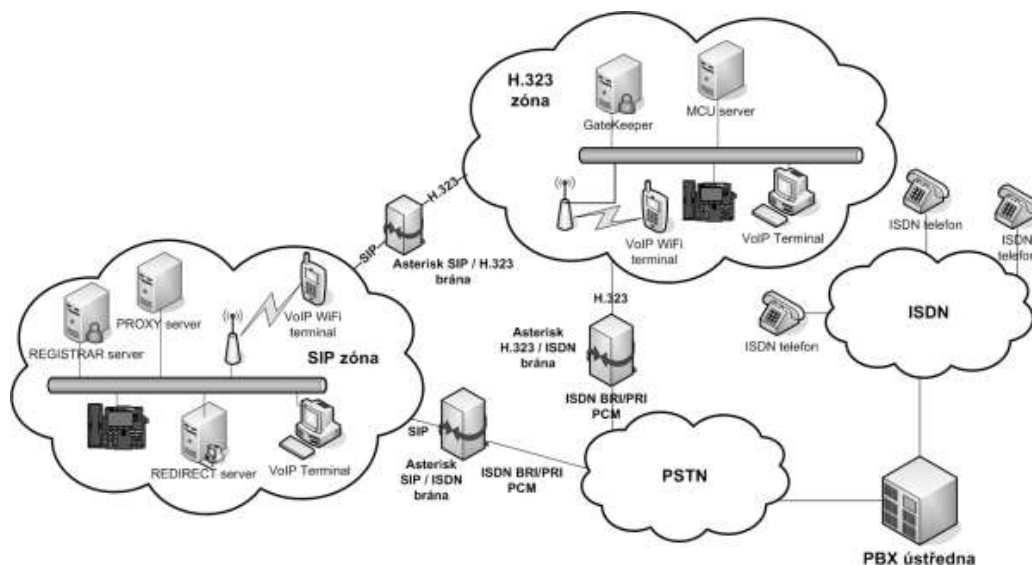 H.323
zóna
GateKeeper
MCU server
VoIP WiFi
terminal
VoIP Terminal
H.323
SIP
Asterisk SIP / H.323
brána
ISDN telefon
ISDN
telefon
ISDN telefon
ISDN
REGISTRAR server
PROXY server
VoIP WiFi
terminal
SIP zóna
REDIRECT server
VoIP Terminal
H.323
Asterisk
H.323 / ISDN
brána
ISDN BRI/PRI
PCM
SIP
Asterisk
SIP / ISDN
brána
ISDN BRI/PRI
PCM
PSTN
PBX ústředna